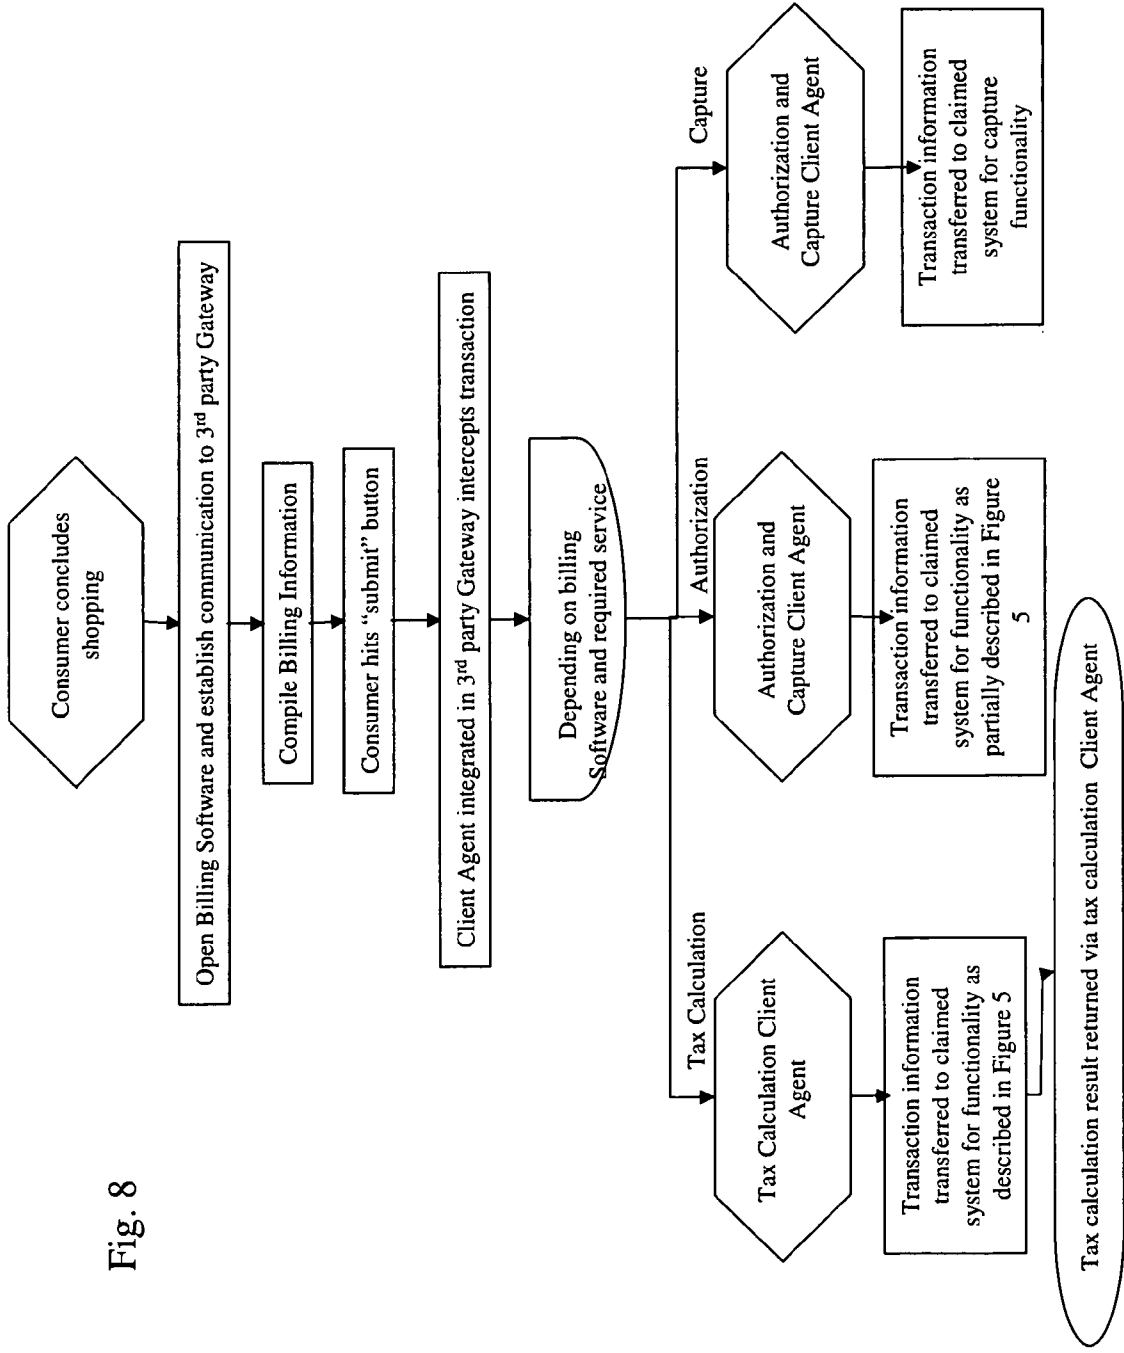 Fig. 8
Consumer concludes
shopping
Open Billing Software and establish communication to 3rd party Gateway
Compile Billing Information
Consumer hits “submit” button
Client Agent integrated in 3rd party Gateway intercepts transaction
Depending on billing
Software and required service
Tax Calculation
Authorization
Capture
Tax Calculation Client
Agent
Authorization and
Capture Client Agent
Authorization and
Capture Client Agent
Transaction information
transferred to claimed
system for functionality as
described in Figure 5
Transaction information
transferred to claimed
system for functionality as
partially described in Figure
5
Transaction information
transferred to claimed
system for capture
functionality
Tax calculation result returned via tax calculation Client Agent